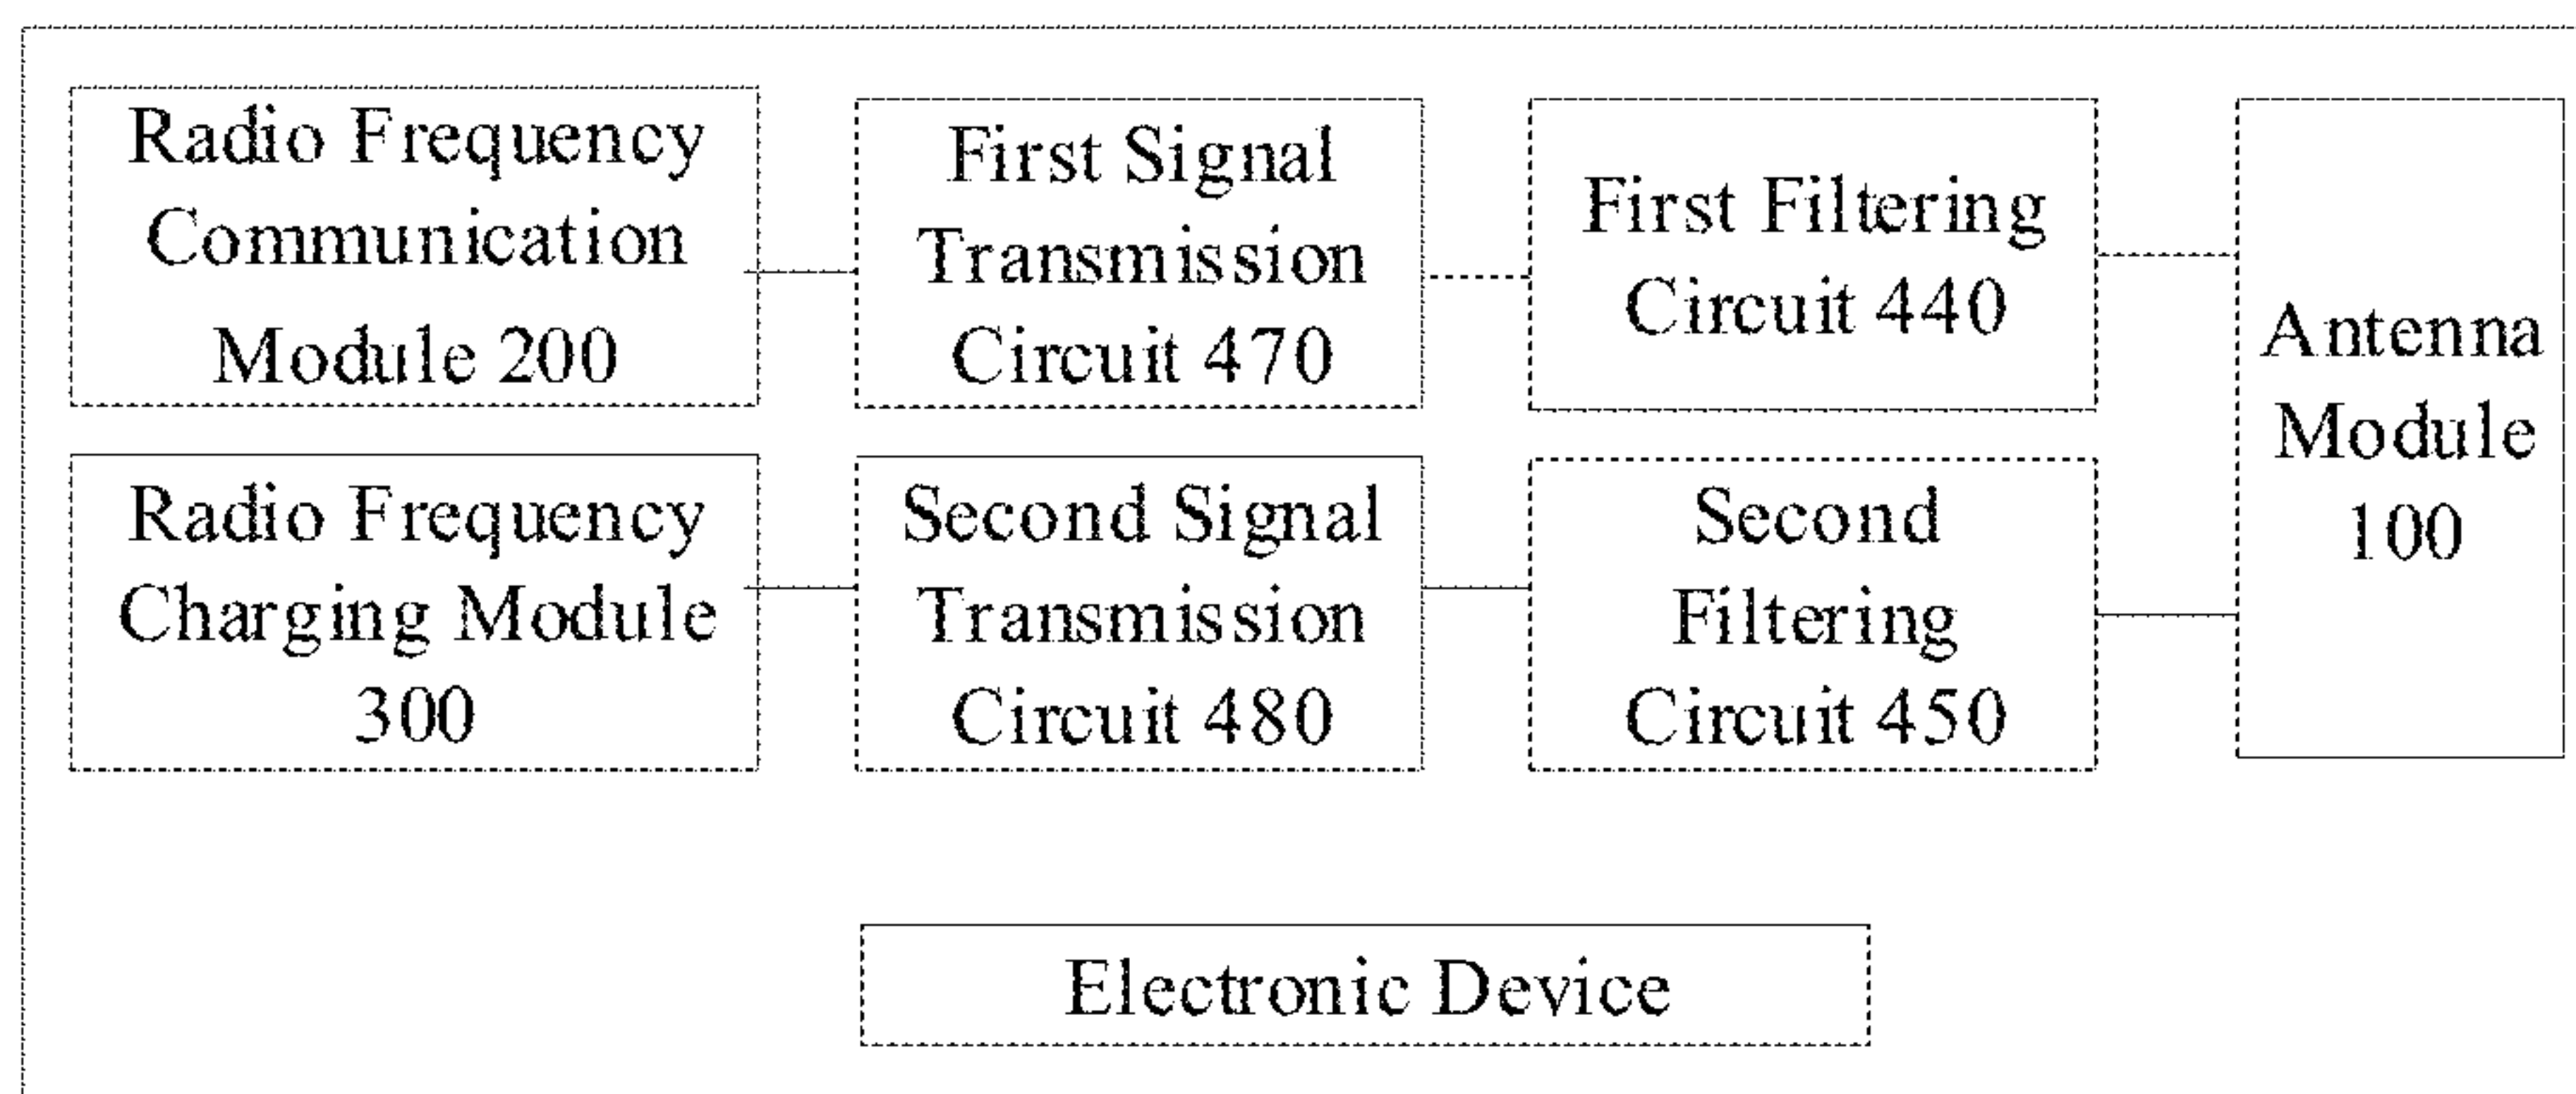 Radio Frequency
Communication
Module 200
First Signal
Transmission
Circuit 470
First Filtering
Circuit 440
Antenna
Module
100
Radio Frequency
Charging Module
300
Second Signal
Transmission
Circuit 480
Second
Filtering
Circuit 450
Electronic Device